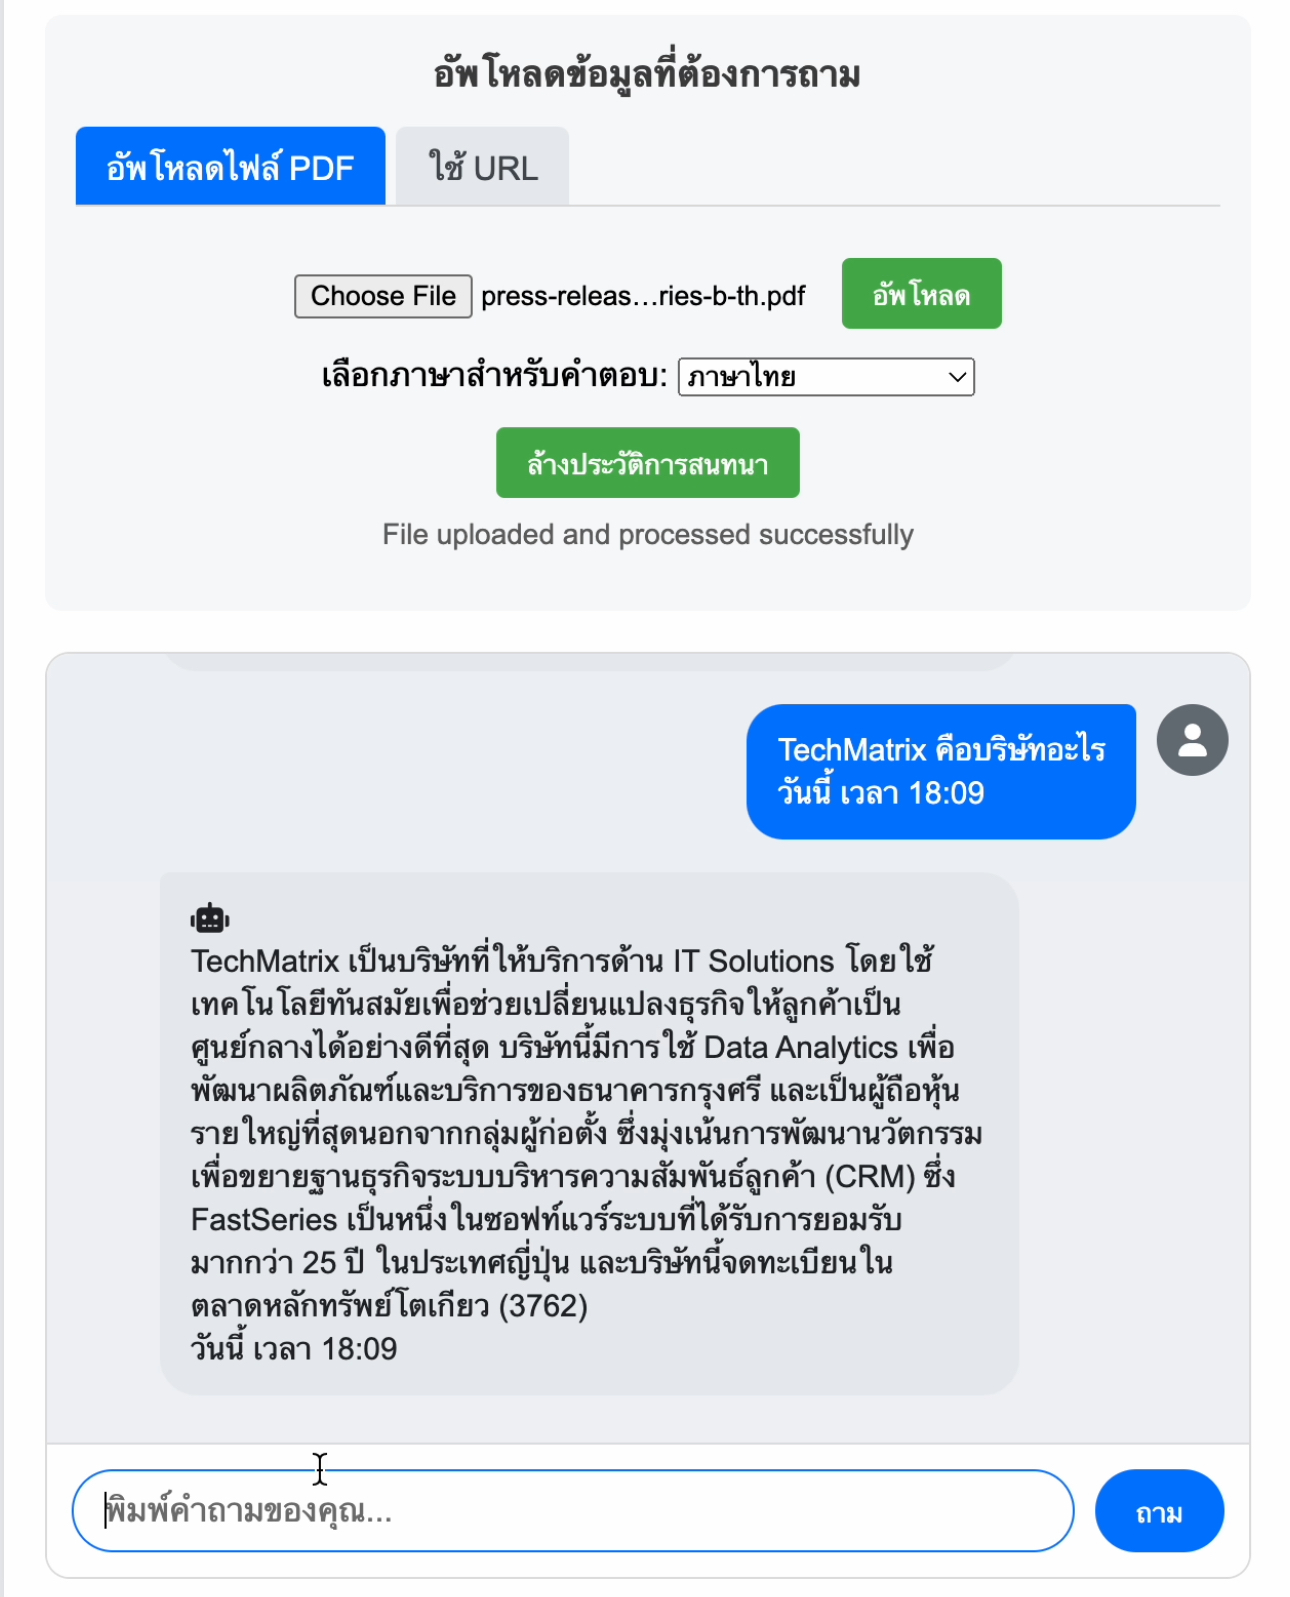 อัพโหลดข้อมูลที่ต้องการถาม
อัพโหลดไฟล์ PDF
ใช้ URL
Choose File press-releas...ries-b-th.pdf
อัพโหลด
เลือกภาษาสำหรับคำตอบ: ภาษาไทย
ล้างประวัติการสนทนา
File uploaded and processed successfully
TechMatrix คือบริษัทอะไร
วันนี้ เวลา 18:09
TechMatrix เป็นบริษัทที่ให้บริการด้าน IT Solutions โดยใช้
เทคโนโลยีทันสมัยเพื่อช่วยเปลี่ยนแปลงธุรกิจให้ลูกค้าเป็น
ศูนย์กลางได้อย่างดีที่สุด บริษัทนี้มีการใช้ Data Analytics เพื่อ
พัฒนาผลิตภัณฑ์และบริการของธนาคารกรุงศรี และเป็นผู้ถือหุ้น
รายใหญ่ที่สุดนอกจากกลุ่มผู้ก่อตั้ง ซึ่งมุ่งเน้นการพัฒนานวัตกรรม
เพื่อขยายฐานธุรกิจระบบบริหารความสัมพันธ์ลูกค้า (CRM) ซึ่ง
FastSeries เป็นหนึ่งในซอฟท์แวร์ระบบที่ได้รับการยอมรับ
มากกว่า 25 ปี ในประเทศญี่ปุ่น และบริษัทนี้จดทะเบียนใน
ตลาดหลักทรัพย์โตเกียว (3762)
วันนี้ เวลา 18:09
พิมพ์คำถามของคุณ...
ถาม